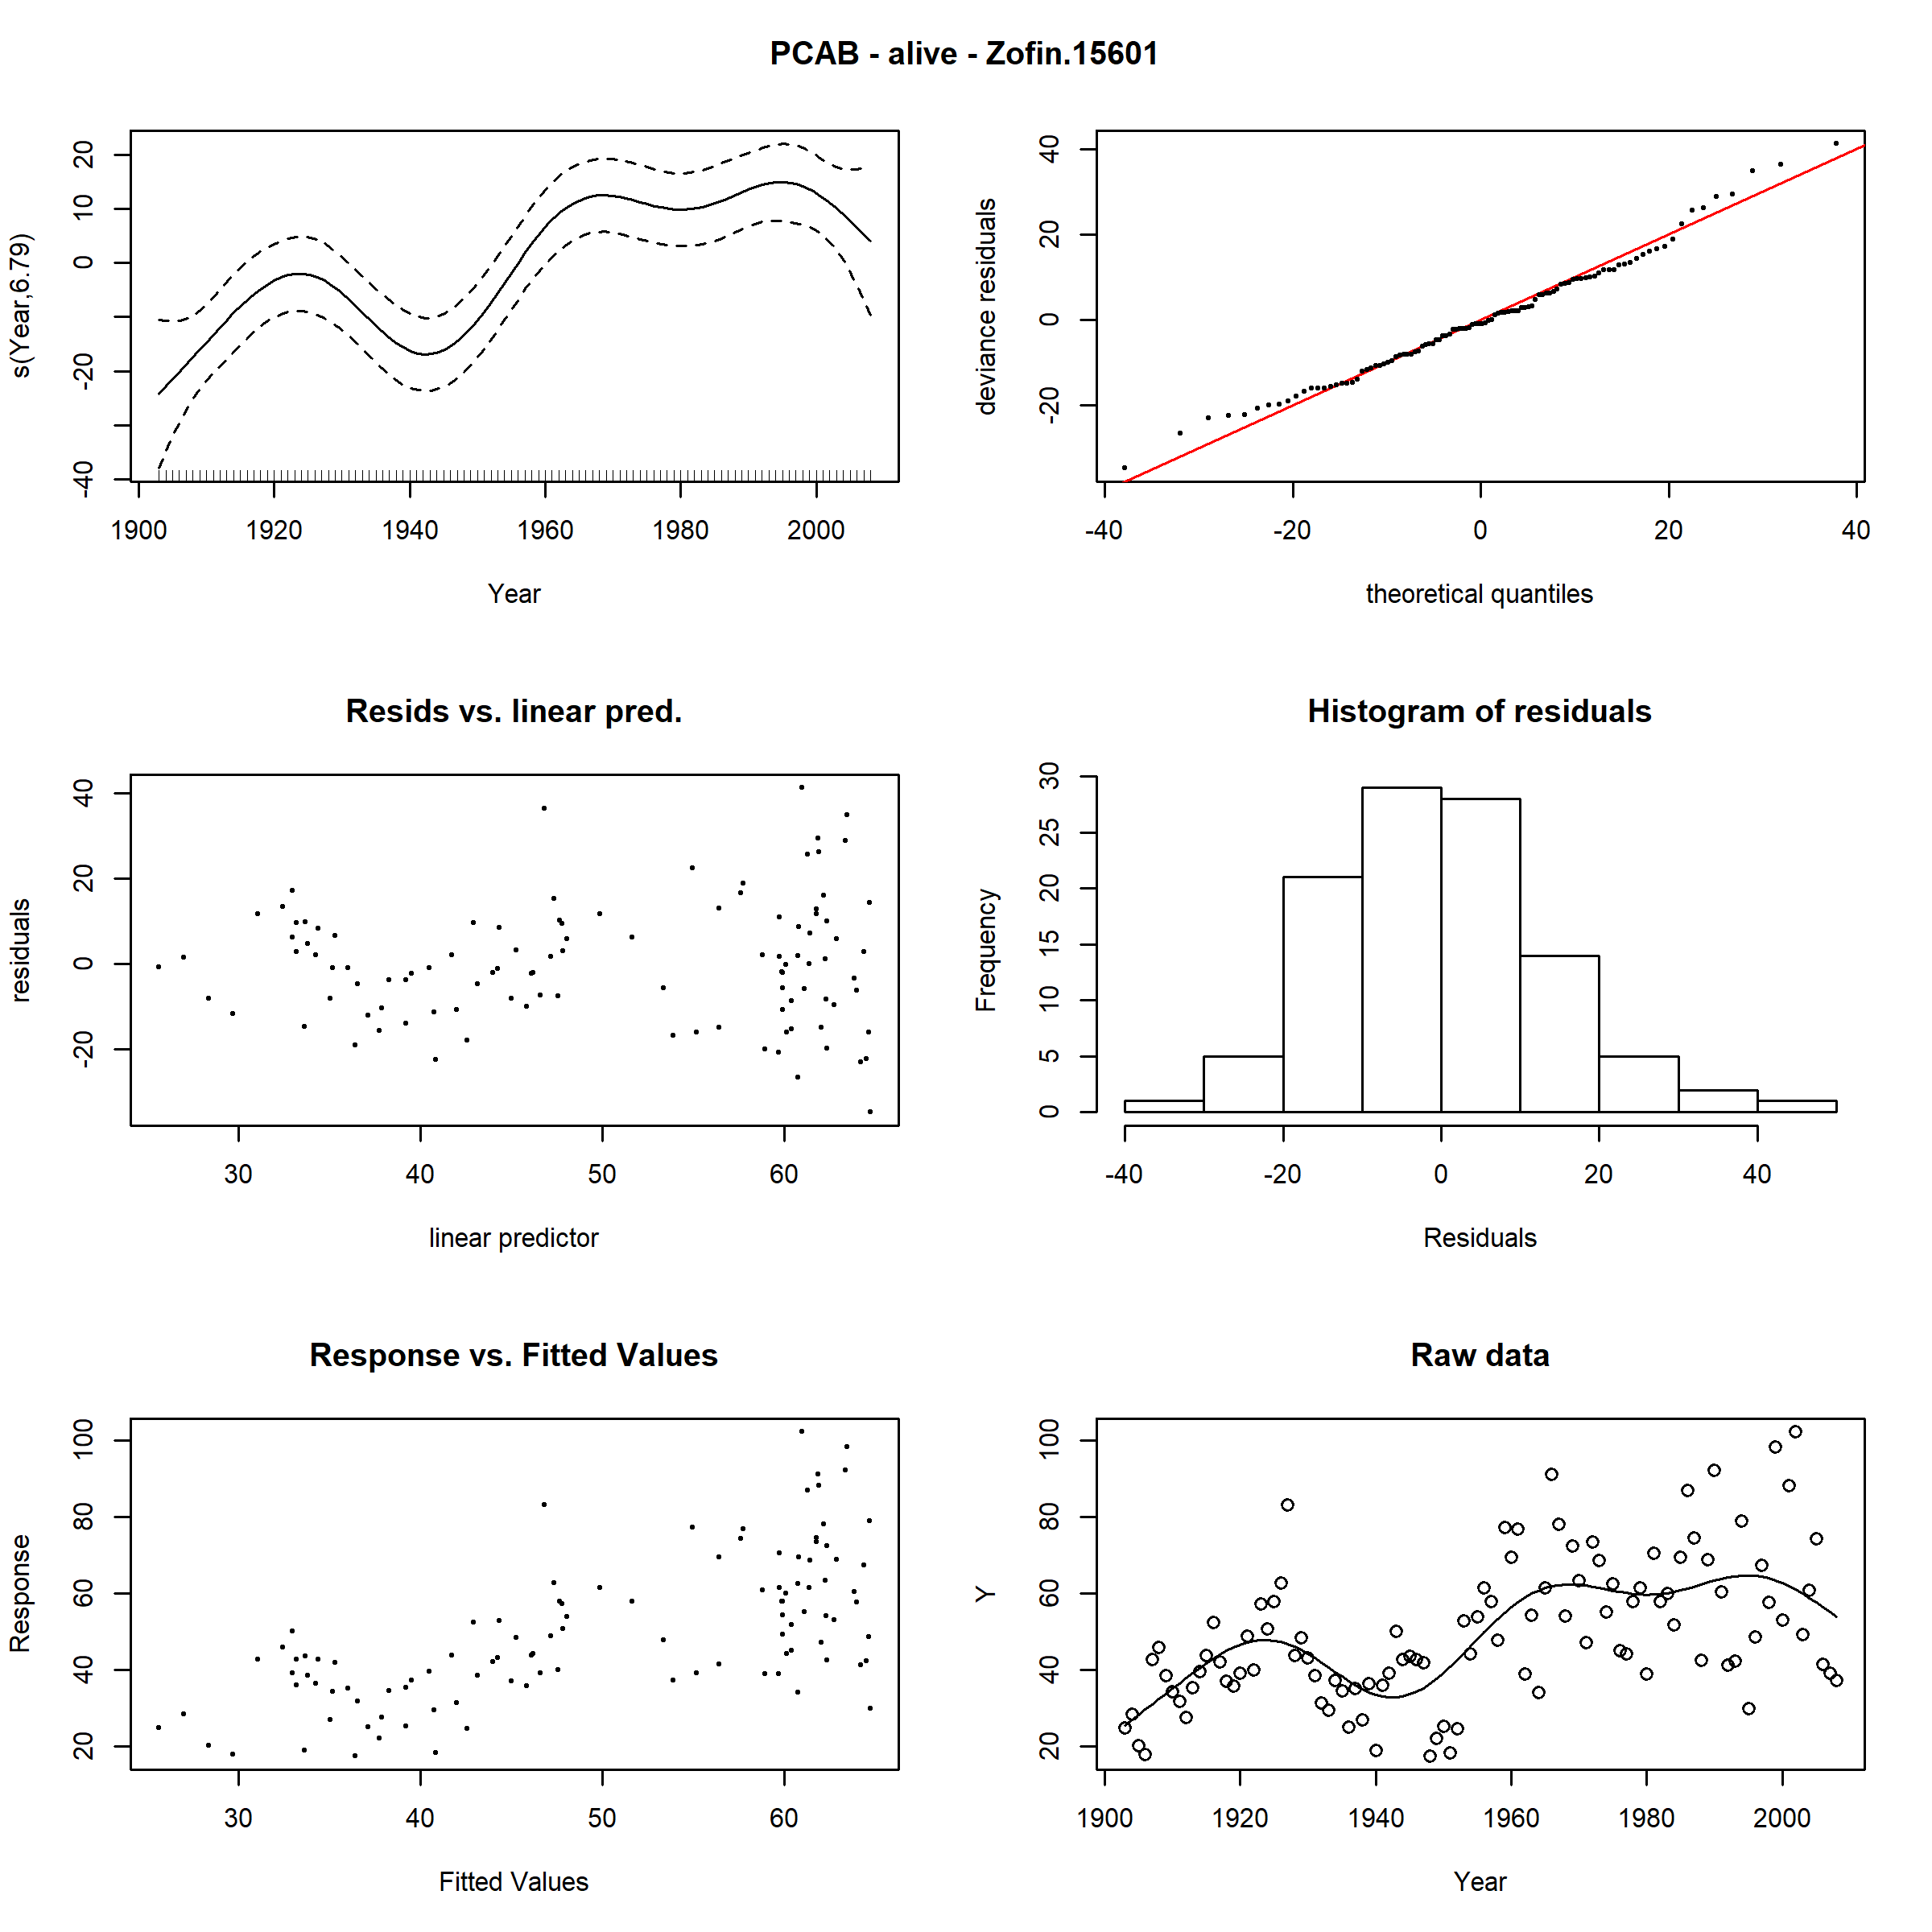 PCAB - alive - Zofin.15601
s(Year,6.79)
20
10
0
-20
-40
1900 1920 1940 1960 1980 2000
Year
deviance residuals
40
20
0
-20
-40 -20 0 20 40
theoretical quantiles
Resids vs. linear pred.
residuals
40
20
0
-20
30 40 50 60
linear predictor
Histogram of residuals
Frequency
30
25
20
15
10
5
0
-40 -20 0 20 40
Residuals
Response vs. Fitted Values
Response
100
80
60
40
20
30 40 50 60
Fitted Values
Raw data
Y
100
80
60
40
20
1900 1920 1940 1960 1980 2000
Year